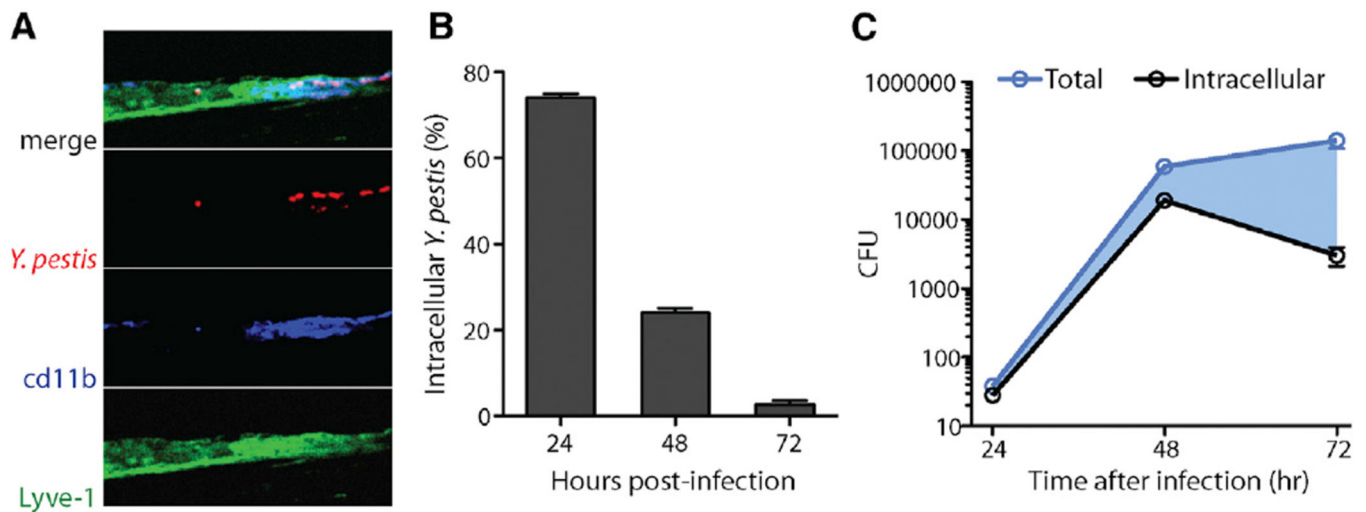 A
merge
Y. pestis
cd11b
Lyve-1
B
Intracellular Y. pestis (%)
80
60
40
20
0
24 48 72
Hours post-infection
C
Total Intracellular
CFU
1000000
100000
10000
1000
100
10
24 48 72
Time after infection (hr)